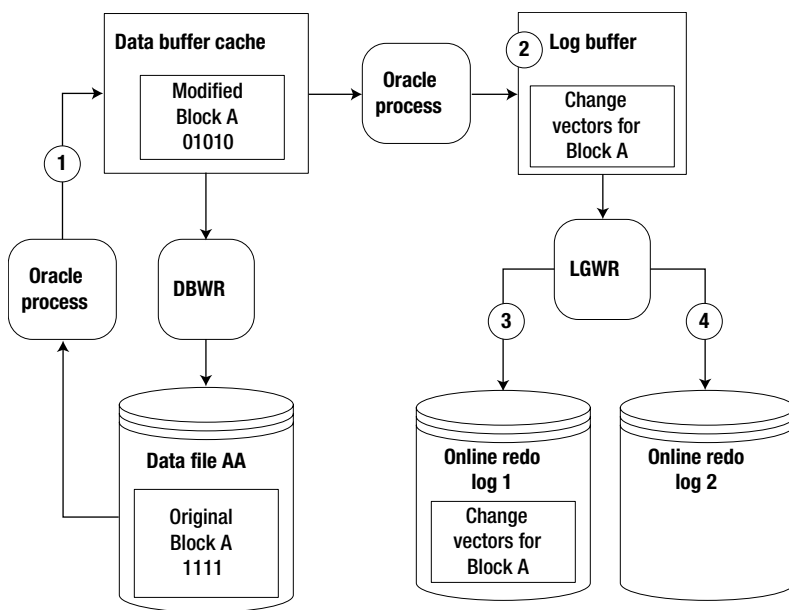 Data buffer cache
Modified
Block A
01010
Oracle
process
2
Log buffer
Change
vectors for
Block A
1
Oracle
process
DBWR
LGWR
3
4
Data file AA
Original
Block A
1111
Online redo
log 1
Change
vectors for
Block A
Online redo
log 2